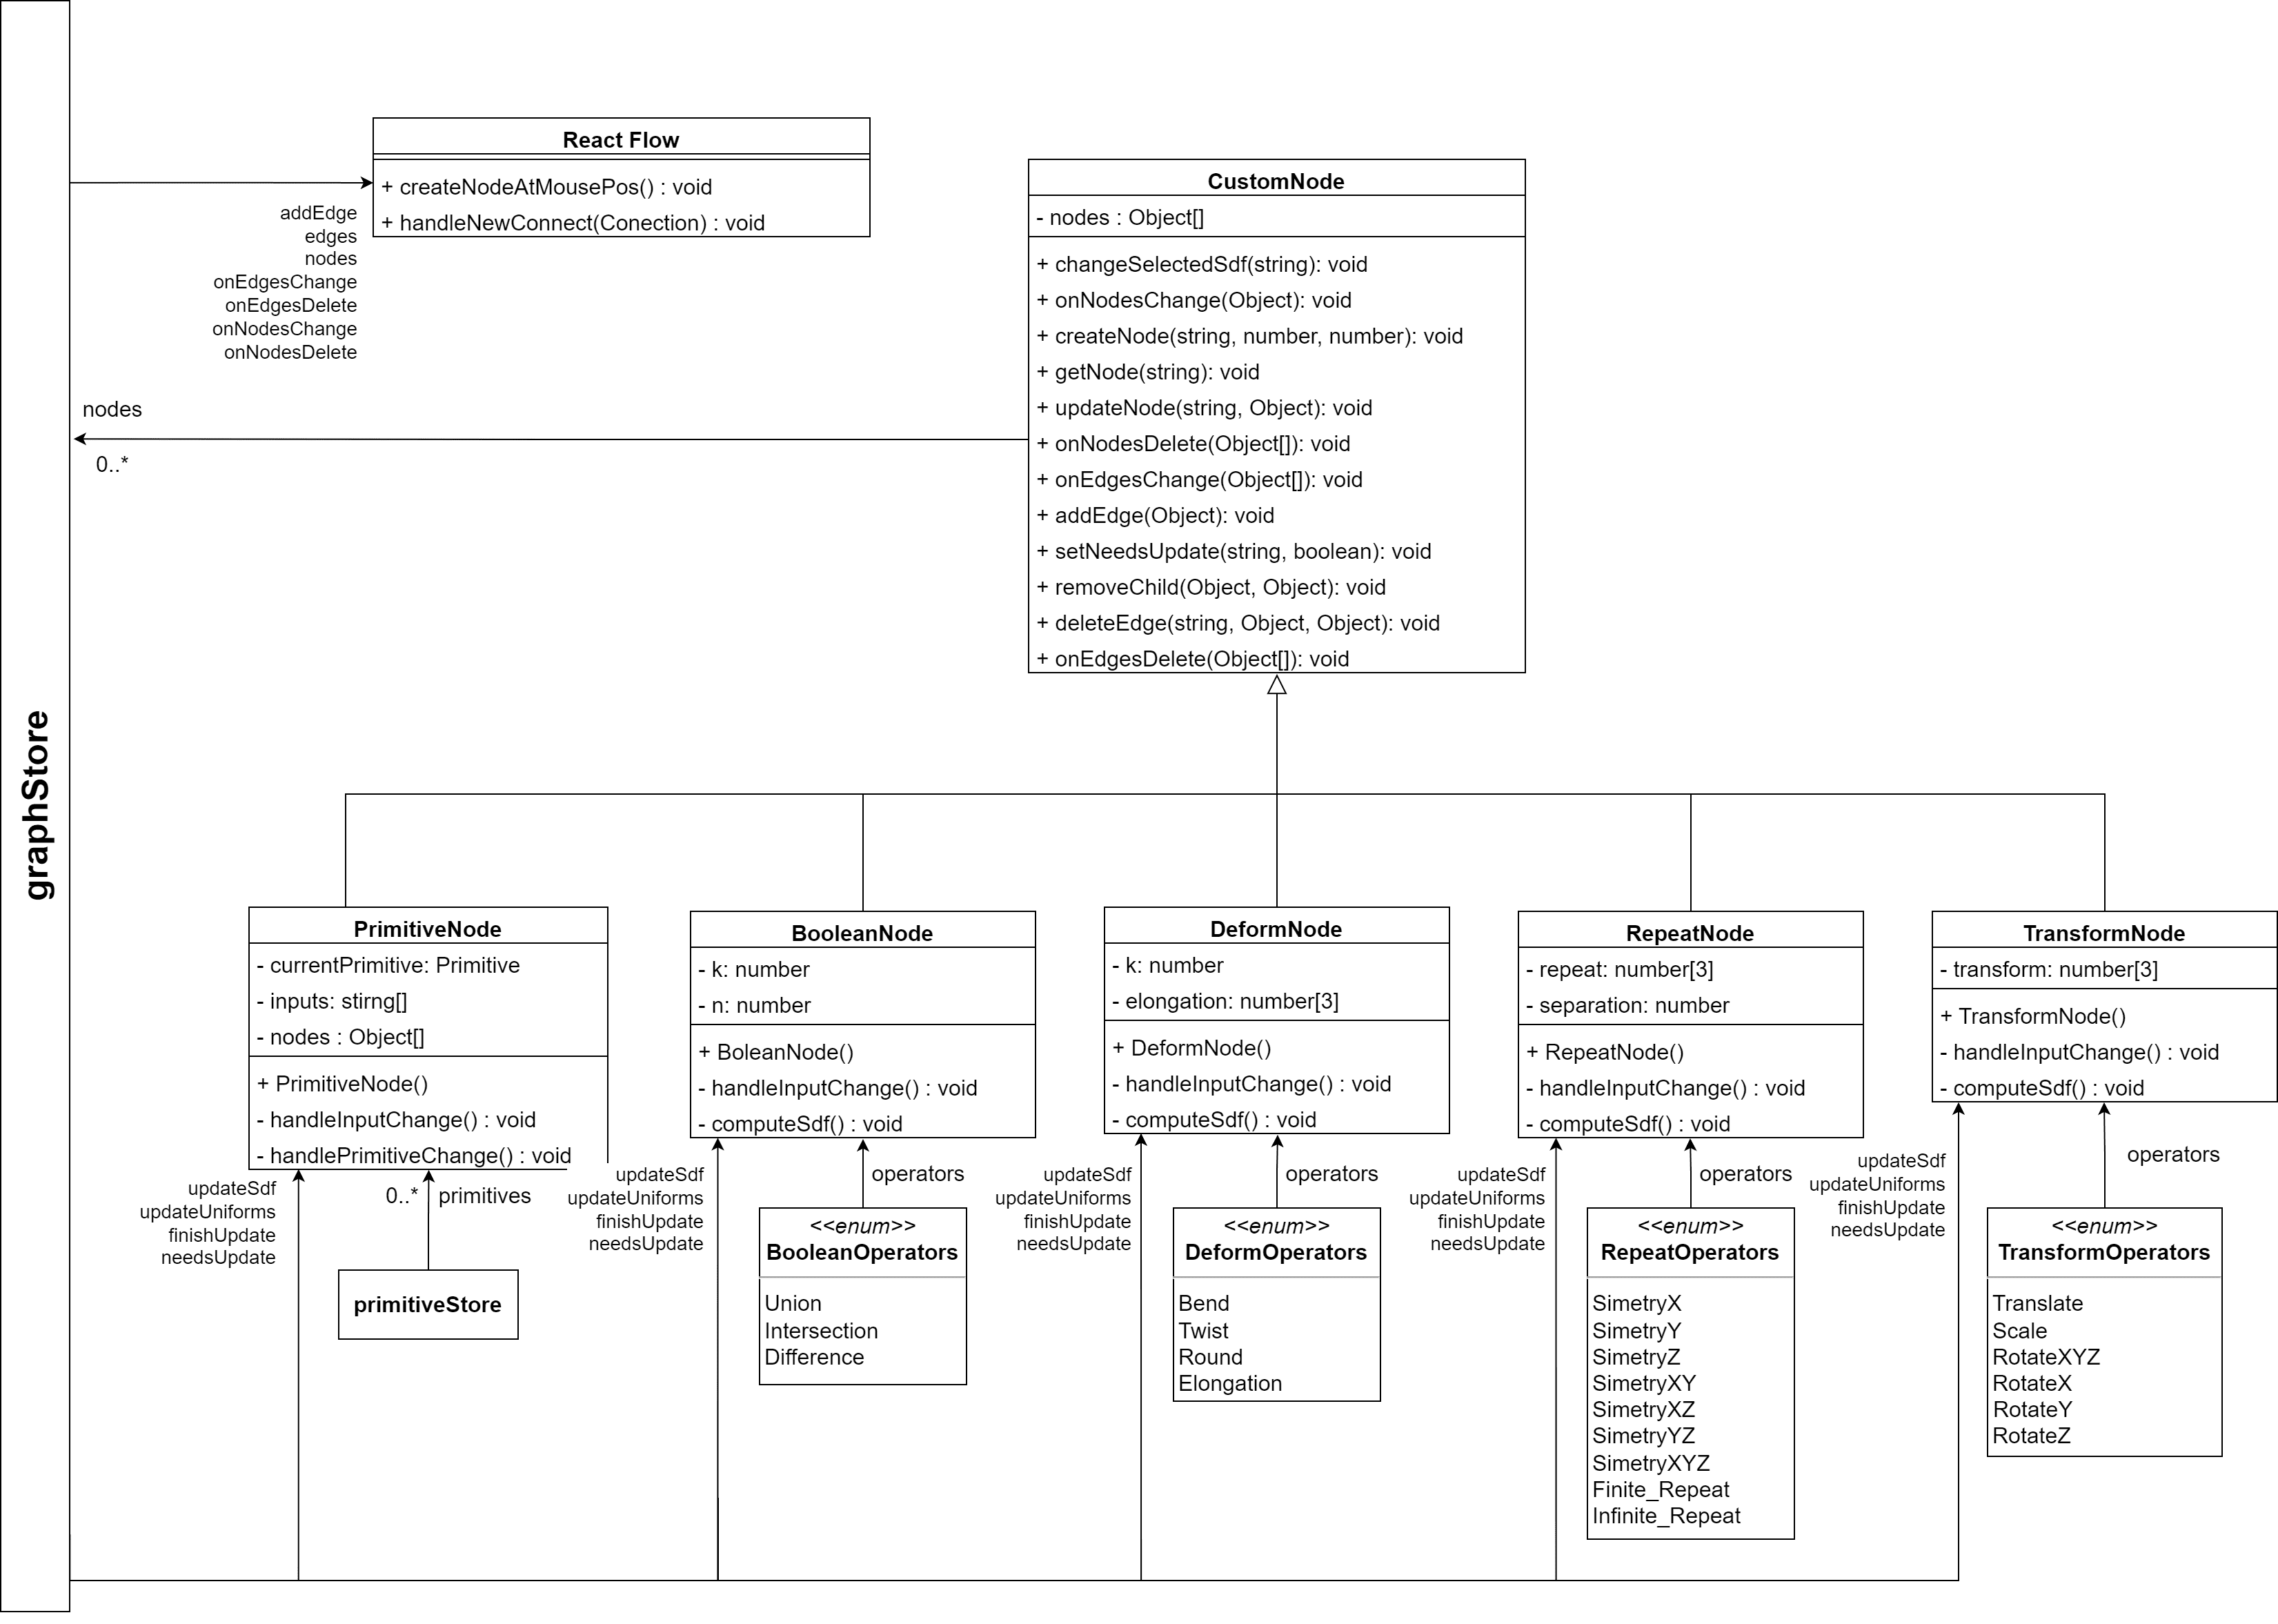 graphStore
React Flow
+ createNodeAtMousePos() : void
+ handleNewConnect(Conection) : void
addEdge
edges
nodes
onEdgesChange
onEdgesDelete
onNodesChange
onNodesDelete
nodes
0..*
CustomNode
- nodes : Object[]
+ changeSelectedSdf(string): void
+ onNodesChange(Object): void
+ createNode(string, number, number): void
+ getNode(string): void
+ updateNode(string, Object): void
+ onNodesDelete(Object[]): void
+ onEdgesChange(Object[]): void
+ addEdge(Object): void
+ setNeedsUpdate(string, boolean): void
+ removeChild(Object, Object): void
+ deleteEdge(string, Object, Object): void
+ onEdgesDelete(Object[]): void
PrimitiveNode
- currentPrimitive: Primitive
- inputs: stirng[]
- nodes : Object[]
+ PrimitiveNode()
- handleInputChange() : void
- handlePrimitiveChange() : void
updateSdf
updateUniforms
finishUpdate
needsUpdate
0..*
primitives
primitiveStore
BooleanNode
- k: number
- n: number
+ BoleanNode()
- handleInputChange() : void
- computeSdf() : void
updateSdf
updateUniforms
finishUpdate
needsUpdate
operators
<<enum>>
BooleanOperators
Union
Intersection
Difference
DeformNode
- k: number
- elongation: number[3]
+ DeformNode()
- handleInputChange() : void
- computeSdf() : void
updateSdf
updateUniforms
finishUpdate
needsUpdate
operators
<<enum>>
DeformOperators
Bend
Twist
Round
Elongation
RepeatNode
- repeat: number[3]
- separation: number
+ RepeatNode()
- handleInputChange() : void
- computeSdf() : void
updateSdf
updateUniforms
finishUpdate
needsUpdate
operators
<<enum>>
RepeatOperators
SimetryX
SimetryY
SimetryZ
SimetryXY
SimetryXZ
SimetryYZ
SimetryXYZ
Finite_Repeat
Infinite_Repeat
TransformNode
- transform: number[3]
+ TransformNode()
- handleInputChange() : void
- computeSdf() : void
updateSdf
updateUniforms
finishUpdate
needsUpdate
operators
<<enum>>
TransformOperators
Translate
Scale
RotateXYZ
RotateX
RotateY
RotateZ